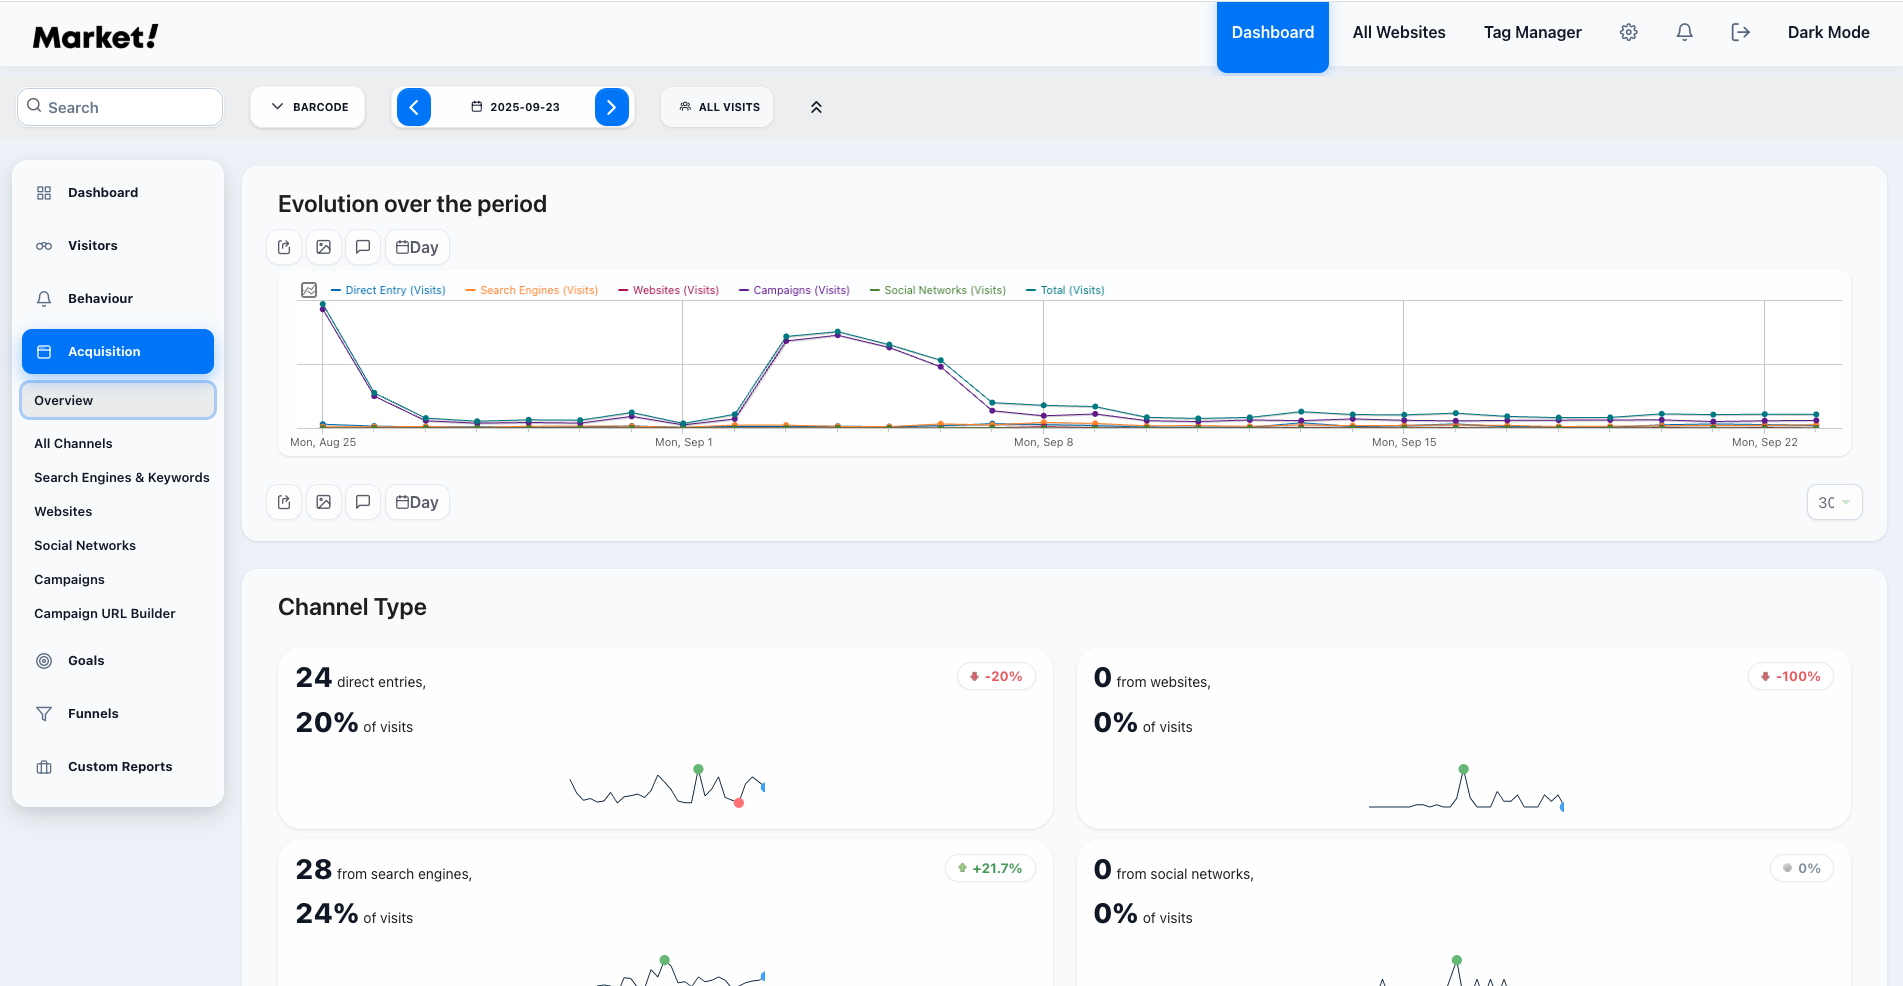 Market!
Dashboard
All Websites
Tag Manager
Dark Mode
Search
BARCODE
2025-09-23
ALL VISITS
Dashboard
Visitors
Behaviour
Acquisition
Overview
All Channels
Search Engines & Keywords
Websites
Social Networks
Campaigns
Campaign URL Builder
Goals
Funnels
Custom Reports
Evolution over the period
Day
Direct Entry (Visits) Search Engines (Visits) Websites (Visits) Campaigns (Visits) Social Networks (Visits) Total (Visits)
Mon, Aug 25 Mon, Sep 1 Mon, Sep 8 Mon, Sep 15 Mon, Sep 22
Day
30
Channel Type
24 direct entries,
-20%
20% of visits
0 from websites,
-100%
0% of visits
28 from search engines,
+21.7%
24% of visits
0 from social networks,
0%
0% of visits